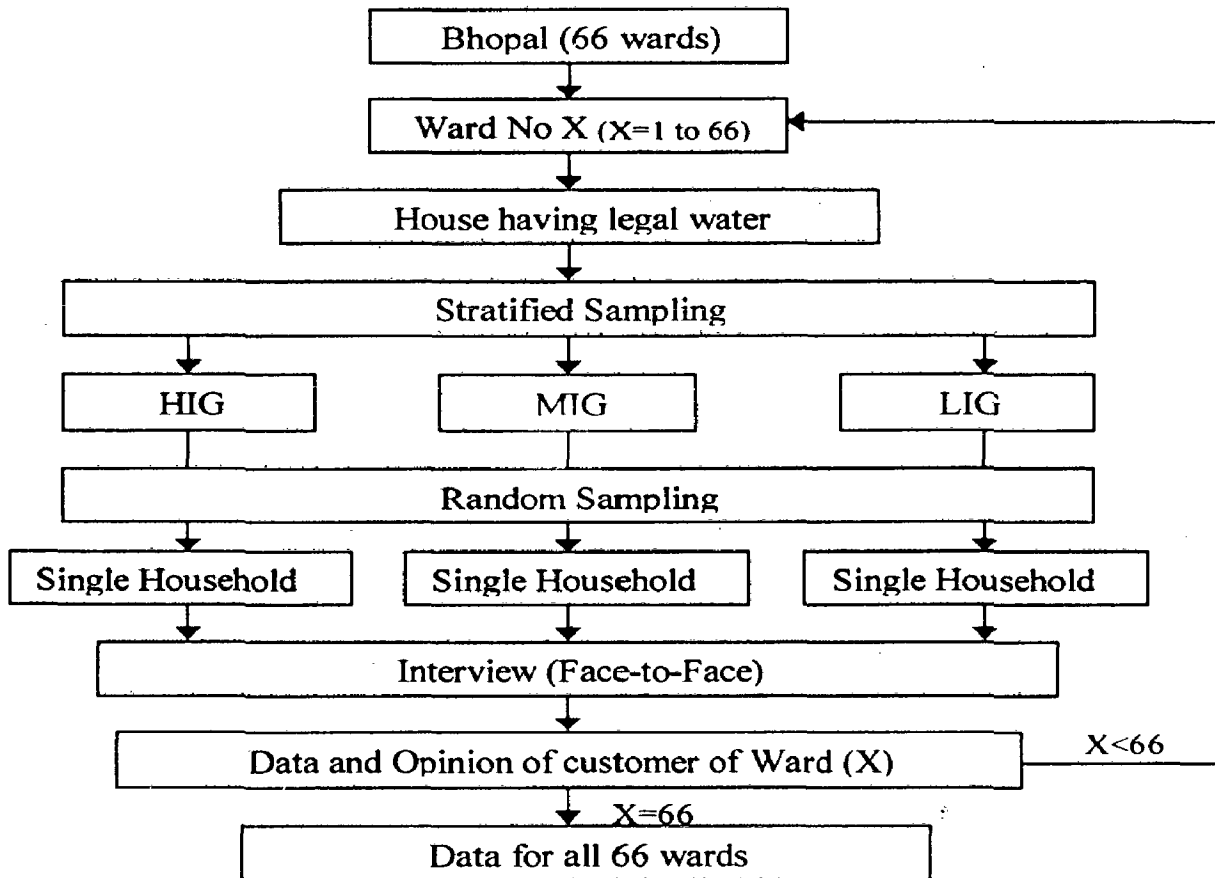 Bhopal (66 wards)
Ward No X (X=1 to 66)
House having legal water
Stratified Sampling
HIG
MIG
LIG
Random Sampling
Single Household
Single Household
Single Household
Interview (Face-to-Face)
Data and Opinion of customer of Ward (X)
X<66
X=66
Data for all 66 wards